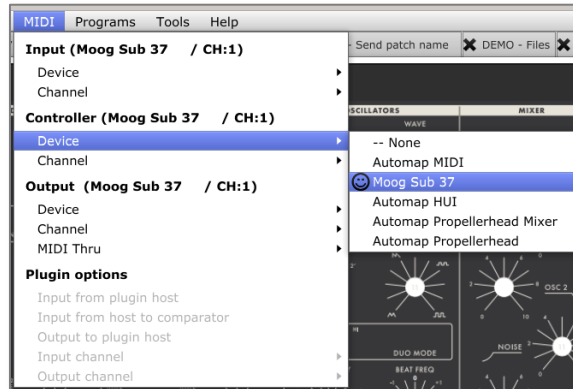 MIDI Programs Tools Help
Input (Moog Sub 37 / CH:1)
Device
Channel
Controller (Moog Sub 37 / CH:1)
Device
Channel
Output (Moog Sub 37 / CH:1)
Device
Channel
MIDI Thru
Plugin options
Input from plugin host
Input from host to comparator
Output to plugin host
Input channel
Output channel
- Send patch name
DEMO - Files
SCILLATORS
MIXER
WAVE
-- None
Automap MIDI
Moog Sub 37
Automap HUI
Automap Propellerhead Mixer
Automap Propellerhead
OSC 2
DUO MODE
NOISE
BEAT FREQ